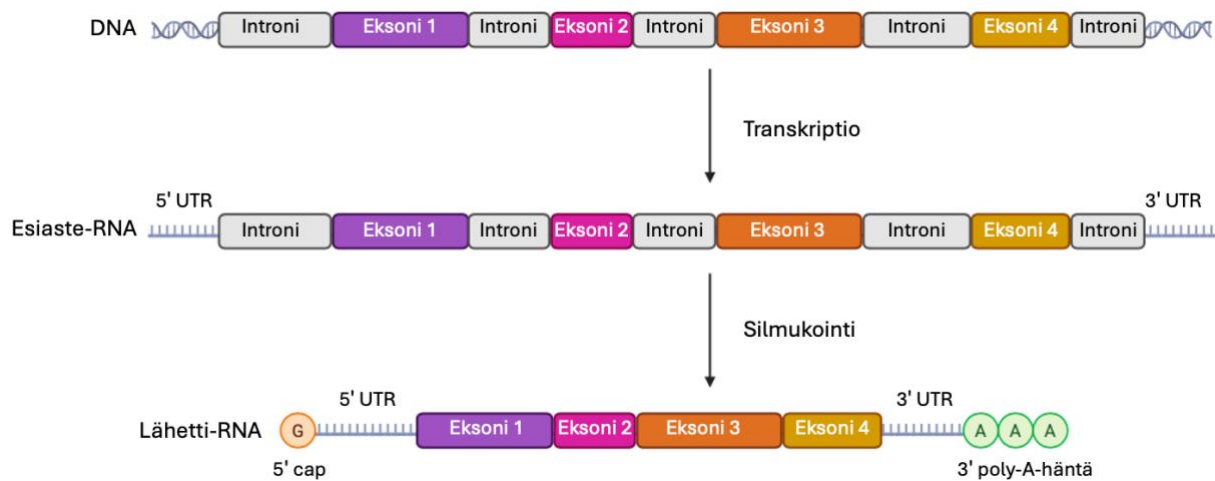 DNA Introni Eksoni 1 Introni Eksoni 2 Introni Eksoni 3 Introni Eksoni 4 Introni
Transkriptio
5' UTR 3' UTR
Esiaste-RNA Introni Eksoni 1 Introni Eksoni 2 Introni Eksoni 3 Introni Eksoni 4 Introni
Silmukointi
5' UTR 3' UTR
Lähetti-RNA G Eksoni 1 Eksoni 2 Eksoni 3 Eksoni 4 A A A
5' cap 3' poly-A-häntä